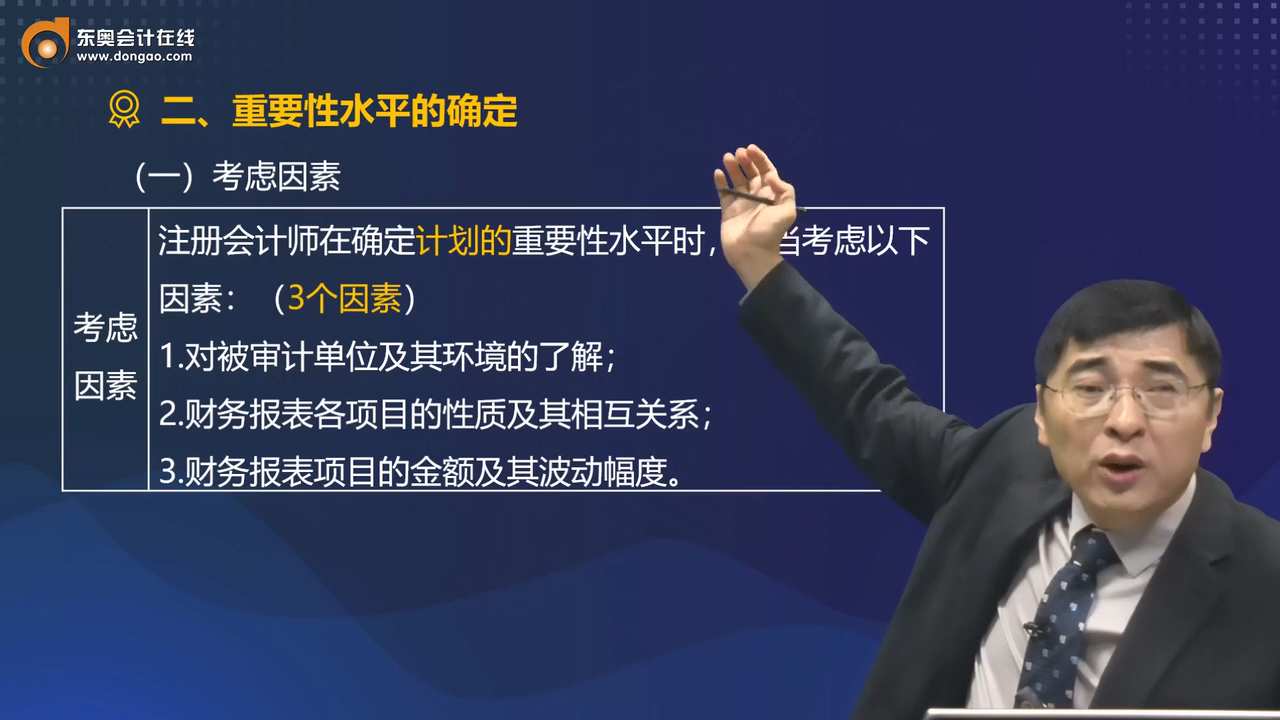 东奥会计在线
www.dongao.com
二、重要性水平的确定
（一）考虑因素
考虑
因素
注册会计师在确定计划的重要性水平时，当考虑以下
因素：（3个因素）
1.对被审计单位及其环境的了解；
2.财务报表各项目的性质及其相互关系；
3.财务报表项目的金额及其波动幅度。